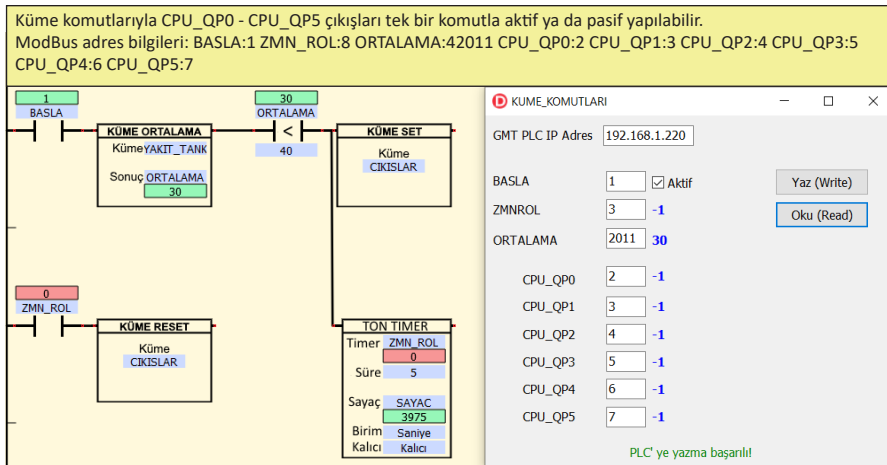 Küme komutlarıyla CPU_QP0 - CPU_QP5 çıkışları tek bir komutla aktif ya da pasif yapılabilir.
ModBus adres bilgileri: BASLA:1 ZMN_ROL:8 ORTALAMA:42011 CPU_QP0:2 CPU_QP1:3 CPU_QP2:4 CPU_QP3:5
CPU_QP4:6 CPU_QP5:7
1
BASLA
KÜME ORTALAMA
Küme YAKIT_TANK
Sonuç ORTALAMA
30
30
ORTALAMA
<
40
KÜME SET
Küme
CIKISLAR
0
ZMN_ROL
KÜME RESET
Küme
CIKISLAR
TON TIMER
Timer ZMN_ROL
0
Süre 5
Sayaç SAYAC
3975
Birim Saniye
Kalıcı Kalıcı
KUME_KOMUTLARI
GMT PLC IP Adres 192.168.1.220
BASLA 1 Aktif Yaz (Write)
ZMNROL 3 -1 Oku (Read)
ORTALAMA 2011 30
CPU_QP0 2 -1
CPU_QP1 3 -1
CPU_QP2 4 -1
CPU_QP3 5 -1
CPU_QP4 6 -1
CPU_QP5 7 -1
PLC' ye yazma başarılı!